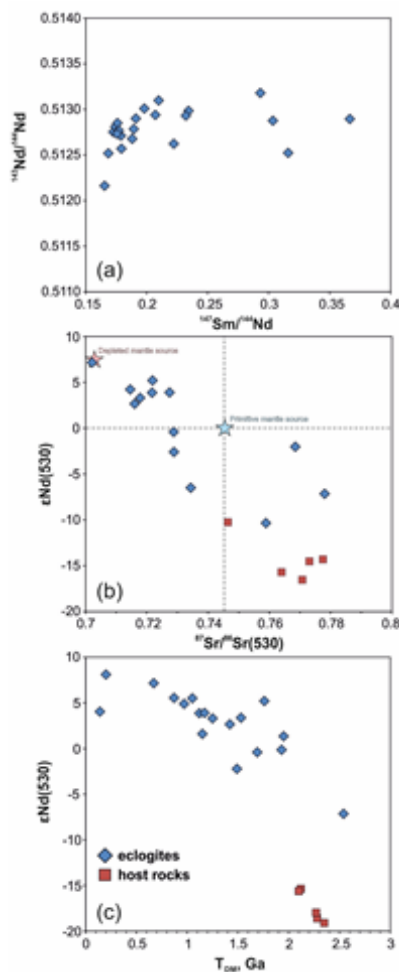 0.5140
0.5135
0.5130
0.5125
0.5120
0.5115
0.5110
¹⁴³Nd/¹⁴⁴Nd
(a)
0.15 0.2 0.25 0.3 0.35 0.4
¹⁴⁷Sm/¹⁴⁴Nd
10
5
0
-5
-10
-15
-20
εNd(530)
Depleted mantle source
Primitive mantle source
(b)
0.7 0.72 0.74 0.76 0.78 0.8
⁸⁷Sr/⁸⁶Sr(530)
10
5
0
-5
-10
-15
-20
εNd(530)
eclogites
host rocks
(c)
0 0.5 1 1.5 2 2.5 3
Ga